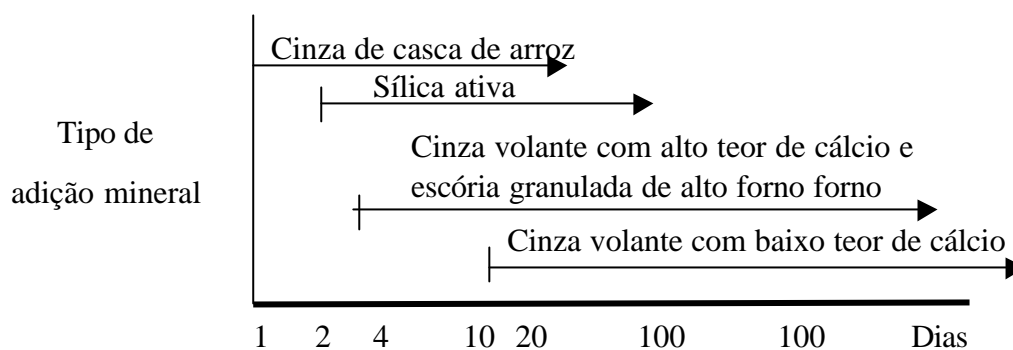 Cinza de casca de arroz
Sílica ativa
Tipo de
adição mineral
Cinza volante com alto teor de cálcio e
escória granulada de alto forno forno
Cinza volante com baixo teor de cálcio
1 2 4 10 20 100 100 Dias